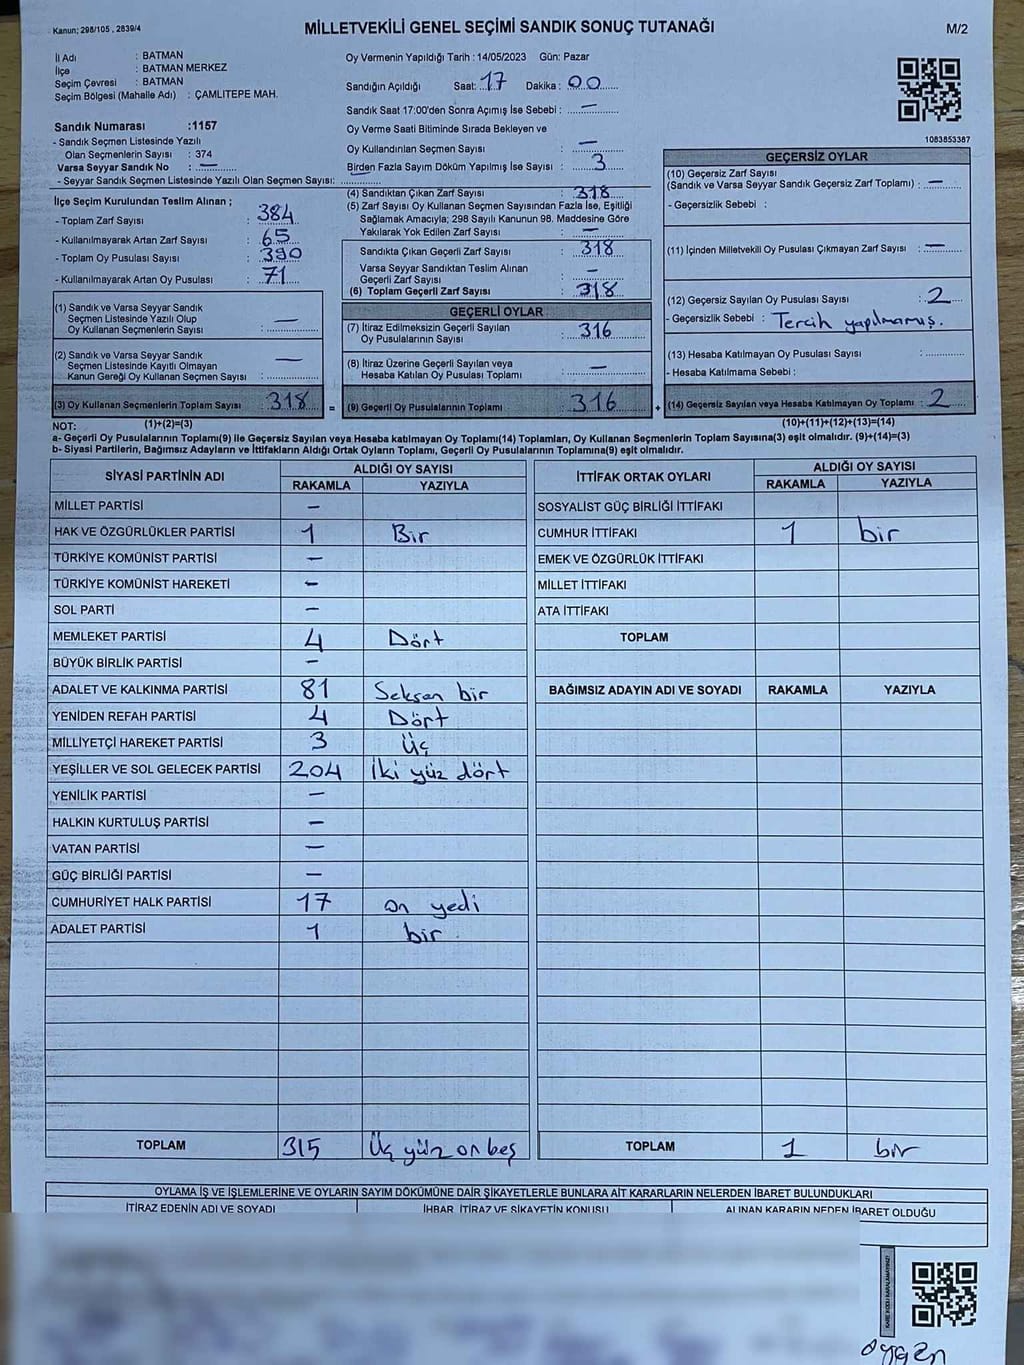 Kanun; 298/105 , 2839/4
MİLLETVEKİLİ GENEL SEÇİMİ SANDIK SONUÇ TUTANAĞI
M/2
İl Adı : BATMAN
İlçe : BATMAN MERKEZ
Seçim Çevresi : BATMAN
Seçim Bölgesi (Mahalle Adı) : ÇAMLITEPE MAH.
Sandık Numarası :1157
- Sandık Seçmen Listesinde Yazılı
Olan Seçmenlerin Sayısı : 374
Varsa Seyyar Sandık No : —
- Seyyar Sandık Seçmen Listesinde Yazılı Olan Seçmen Sayısı:
İlçe Seçim Kurulundan Teslim Alınan ;
- Toplam Zarf Sayısı : 384
- Kullanılmayarak Artan Zarf Sayısı : 65
- Toplam Oy Pusulası Sayısı : 390
- Kullanılmayarak Artan Oy Pusulası : 71
(1) Sandık ve Varsa Seyyar Sandık
Seçmen Listesinde Yazılı Olup
Oy Kullanan Seçmenlerin Sayısı : —
(2) Sandık ve Varsa Seyyar Sandık
Seçmen Listesinde Kayıtlı Olmayan
Kanun Gereği Oy Kullanan Seçmen Sayısı : —
(3) Oy Kullanan Seçmenlerin Toplam Sayısı : 318 =
Oy Vermenin Yapıldığı Tarih : 14/05/2023 Gün: Pazar
Sandığın Açıldığı Saat: 17 Dakika : 00
Sandık Saat 17:00'den Sonra Açımış İse Sebebi : —
Oy Verme Saati Bitiminde Sırada Bekleyen ve
Oy Kullandırılan Seçmen Sayısı : —
Birden Fazla Sayım Döküm Yapılmış İse Sayısı : 3
(4) Sandıktan Çıkan Zarf Sayısı : 318
(5) Zarf Sayısı Oy Kullanan Seçmen Sayısından Fazla İse, Eşitliği
Sağlamak Amacıyla; 298 Sayılı Kanunun 98. Maddesine Göre
Yakılarak Yok Edilen Zarf Sayısı : —
Sandıkta Çıkan Geçerli Zarf Sayısı : 318
Varsa Seyyar Sandıktan Teslim Alınan
Geçerli Zarf Sayısı : —
(6) Toplam Geçerli Zarf Sayısı : 318
GEÇERLİ OYLAR
(7) İtiraz Edilmeksizin Geçerli Sayılan
Oy Pusulalarının Sayısı : 316
(8) İtiraz Üzerine Geçerli Sayılan veya
Hesaba Katılan Oy Pusulası Toplamı : —
(9) Geçerli Oy Pusulalarının Toplamı : 316 +
1083853387
GEÇERSİZ OYLAR
(10) Geçersiz Zarf Sayısı
(Sandık ve Varsa Seyyar Sandık Geçersiz Zarf Toplamı) : —
- Geçersizlik Sebebi :
(11) İçinden Milletvekili Oy Pusulası Çıkmayan Zarf Sayısı : —
(12) Geçersiz Sayılan Oy Pusulası Sayısı : 2
- Geçersizlik Sebebi : Tercih yapılmamış.
(13) Hesaba Katılmayan Oy Pusulası Sayısı :
- Hesaba Katılmama Sebebi :
(14) Geçersiz Sayılan veya Hesaba Katılmayan Oy Toplamı : 2
NOT: (1)+(2)=(3) (10)+(11)+(12)+(13)=(14)
a- Geçerli Oy Pusulalarının Toplamı(9) ile Geçersiz Sayılan veya Hesaba katılmayan Oy Toplamı(14) Toplamları, Oy Kullanan Seçmenlerin Toplam Sayısına(3) eşit olmalıdır. (9)+(14)=(3)
b- Siyasi Partilerin, Bağımsız Adayların ve İttifakların Aldığı Ortak Oyların Toplamı, Geçerli Oy Pusulalarının Toplamına(9) eşit olmalıdır.
SİYASİ PARTİNİN ADI ALDIĞI OY SAYISI
RAKAMLA YAZIYLA
MİLLET PARTİSİ —
HAK VE ÖZGÜRLÜKLER PARTİSİ 1 Bir
TÜRKİYE KOMÜNİST PARTİSİ —
TÜRKİYE KOMÜNİST HAREKETİ —
SOL PARTİ —
MEMLEKET PARTİSİ 4 Dört
BÜYÜK BİRLİK PARTİSİ —
ADALET VE KALKINMA PARTİSİ 81 Seksen bir
YENİDEN REFAH PARTİSİ 4 Dört
MİLLİYETÇİ HAREKET PARTİSİ 3 Üç
YEŞİLLER VE SOL GELECEK PARTİSİ 204 İki yüz dört
YENİLİK PARTİSİ —
HALKIN KURTULUŞ PARTİSİ —
VATAN PARTİSİ —
GÜÇ BİRLİĞİ PARTİSİ —
CUMHURİYET HALK PARTİSİ 17 on yedi
ADALET PARTİSİ 1 bir
TOPLAM 315 Üç yüz on beş
İTTİFAK ORTAK OYLARI ALDIĞI OY SAYISI
RAKAMLA YAZIYLA
SOSYALİST GÜÇ BİRLİĞİ İTTİFAKI
CUMHUR İTTİFAKI 1 bir
EMEK VE ÖZGÜRLÜK İTTİFAKI
MİLLET İTTİFAKI
ATA İTTİFAKI
TOPLAM
BAĞIMSIZ ADAYIN ADI VE SOYADI RAKAMLA YAZIYLA
TOPLAM 1 bir
OYLAMA İŞ VE İŞLEMLERİNE VE OYLARIN SAYIM DÖKÜMÜNE DAİR ŞİKAYETLERLE BUNLARA AİT KARARLARIN NELERDEN İBARET BULUNDUKLARI
İTİRAZ EDENİN ADI VE SOYADI İHBAR, İTİRAZ VE ŞİKAYETİN KONUSU ALINAN KARARIN NEDEN İBARET OLDUĞU